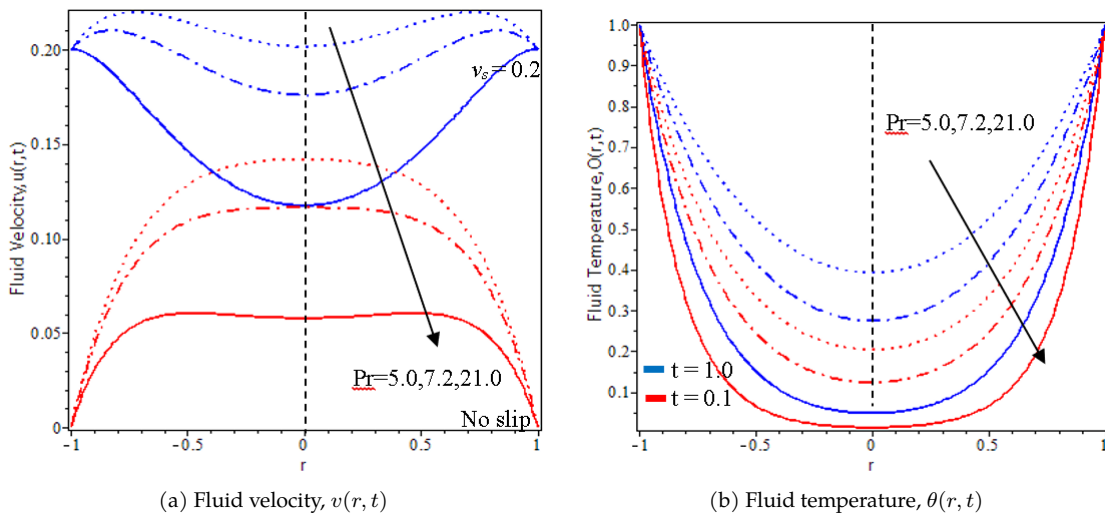 Fluid Velocity,u(r,t)
0.20
0.15
0.10
0.05
0
-1
-0.5
0
0.5
1
r
v_s=0.2
Pr=5.0,7.2,21.0
No slip
(a) Fluid velocity, v(r, t)
Fluid Temperature,O(r,t)
1.0
0.9
0.8
0.7
0.6
0.5
0.4
0.3
0.2
0.1
-1
-0.5
0
0.5
1
r
Pr=5.0,7.2,21.0
t = 1.0
t = 0.1
(b) Fluid temperature, θ(r, t)